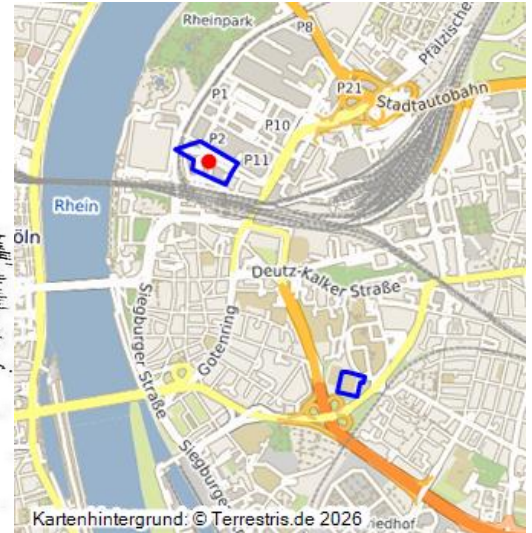 Rheinpark
P8
Pfälzische
P1
P21
Stadtautobahn
P10
P2
P11
Rhein
öln
Deutz-Kalker Straße
Siegburger Straße
Gotenring
Siegburger
Kartenhintergrund: © Terrestris.de 2026
iedhof